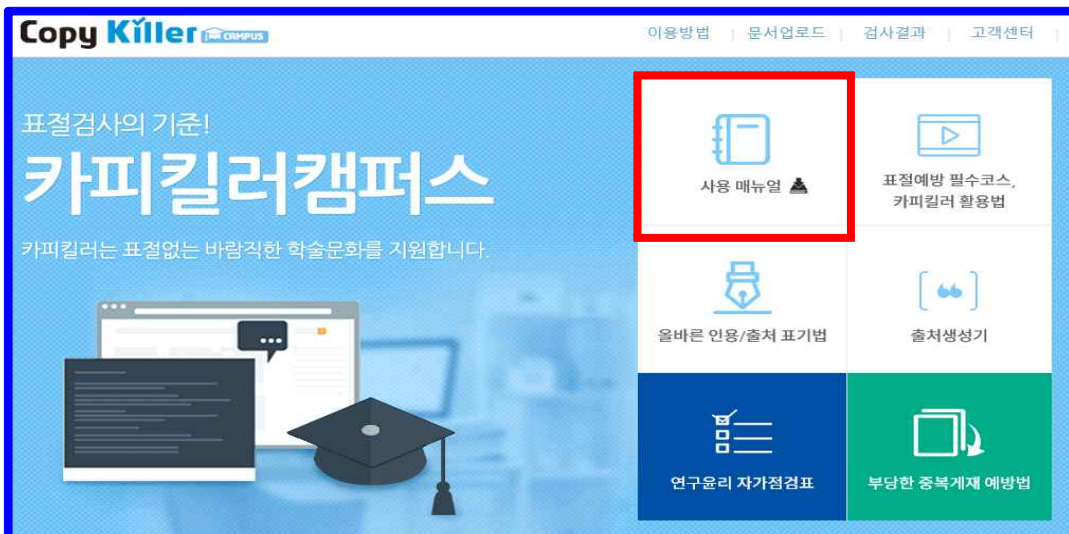 Copy Killer CAMPUS
이용방법 | 문서업로드 | 검사결과 | 고객센터 |
표절검사의 기준!
카피킬러캠퍼스
카피킬러는 표절없는 바람직한 학술문화를 지원합니다.
사용 매뉴얼
표절예방 필수코스,
카피킬러 활용법
올바른 인용/출처 표기법
출처생성기
연구윤리 자가점검표
부당한 중복게재 예방법